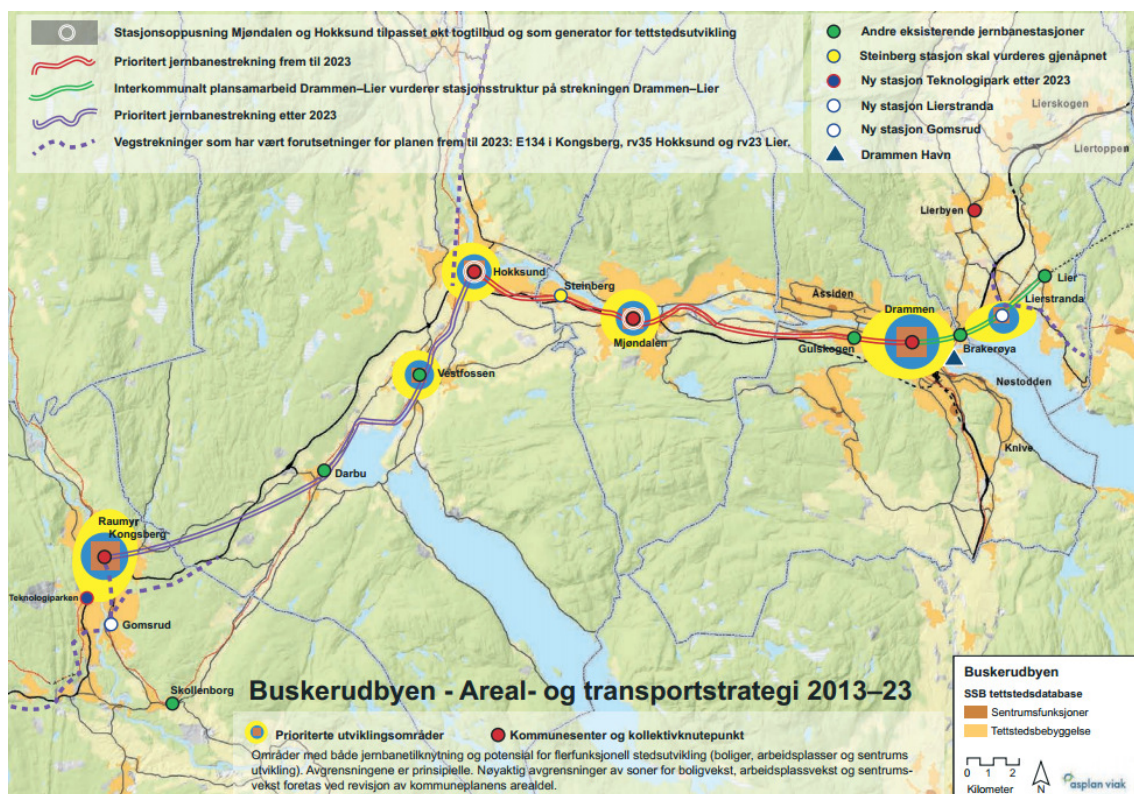 Stasjonsoppusning Mjøndalen og Hokksund tilpasset økt togtilbud og som generator for tettstedsutvikling
Prioritert jernbanestrekning frem til 2023
Interkommunalt plansamarbeid Drammen–Lier vurderer stasjonsstruktur på strekningen Drammen–Lier
Prioritert jernbanestrekning etter 2023
Vegstrekninger som har vært forutsetninger for planen frem til 2023: E134 i Kongsberg, rv35 Hokksund og rv23 Lier.
Andre eksisterende jernbanestasjoner
Steinberg stasjon skal vurderes gjenåpnet
Ny stasjon Teknologipark etter 2023
Ny stasjon Lierstranda
Ny stasjon Gomsrud
Drammen Havn
Lierskogen
Liertoppen
Lierbyen
Hokksund
Steinberg
Lier
Åssiden
Lierstranda
Drammen
Mjøndalen
Gulskogen
Brakerøya
Vestfossen
Nøstodden
Knive
Darbu
Raumyr
Kongsberg
Teknologiparken
Gomsrud
Skollenborg
Buskerudbyen - Areal- og transportstrategi 2013–23
Prioriterte utviklingsområder
Kommunesenter og kollektivknutepunkt
Områder med både jernbanetilknytning og potensial for flerfunksjonell stedsutvikling (boliger, arbeidsplasser og sentrums
utvikling). Avgrensningene er prinsipielle. Nøyaktig avgrensninger av soner for boligvekst, arbeidsplassvekst og sentrums-
vekst foretas ved revisjon av kommuneplanens arealdel.
Buskerudbyen
SSB tettstedsdatabase
Sentrumsfunksjoner
Tettstedsbebyggelse
0 1 2
Kilometer
N
asplan viak